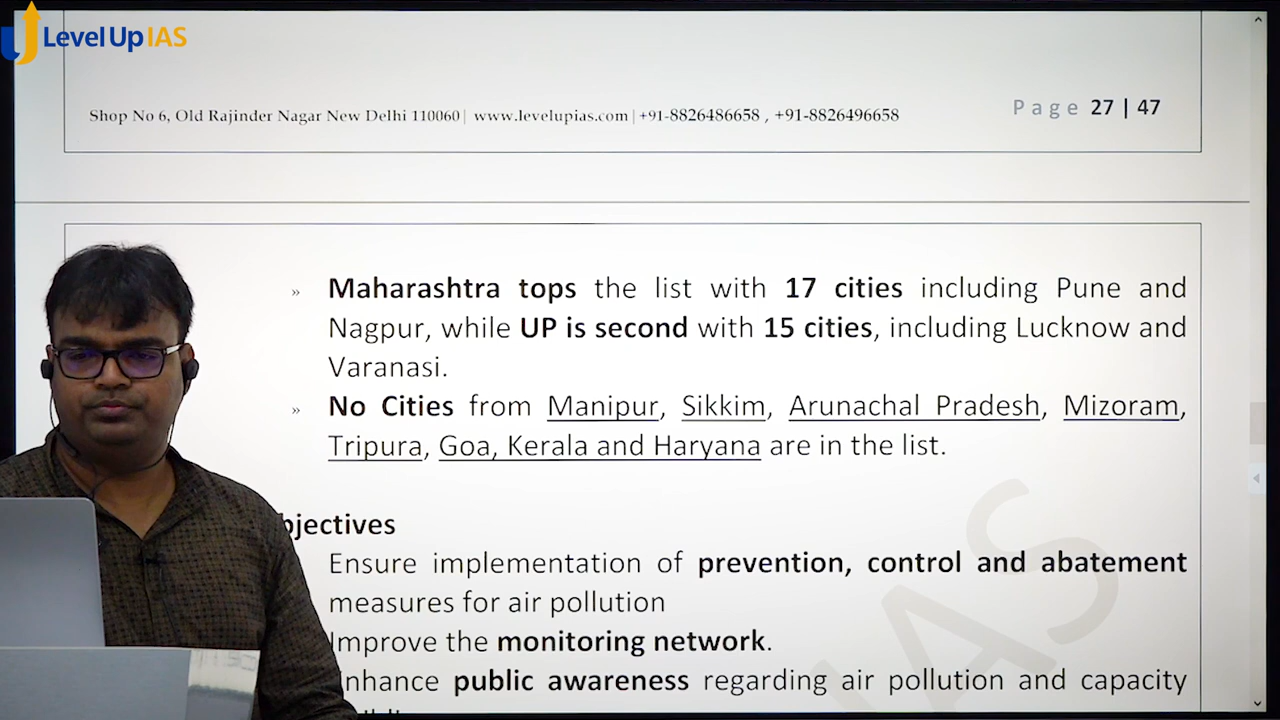 Level Up IAS
Shop No 6, Old Rajinder Nagar New Delhi 110060| www.levelupias.com | +91-8826486658 , +91-8826496658
Page 27 | 47
» Maharashtra tops the list with 17 cities including Pune and
Nagpur, while UP is second with 15 cities, including Lucknow and
Varanasi.
» No Cities from Manipur, Sikkim, Arunachal Pradesh, Mizoram,
Tripura, Goa, Kerala and Haryana are in the list.
bjectives
Ensure implementation of prevention, control and abatement
measures for air pollution
Improve the monitoring network.
nhance public awareness regarding air pollution and capacity
IAS